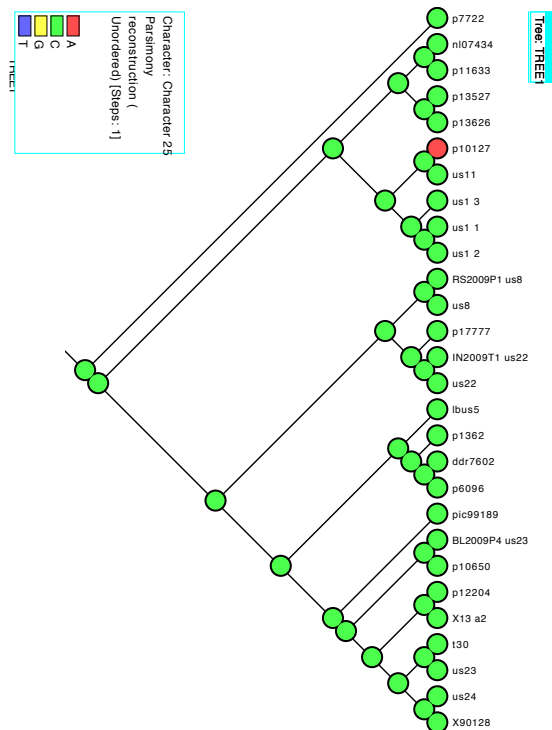 Tree: TREE1
Character: Character 25
Parsimony
reconstruction (
Unordered) [Steps: 1]
A
C
G
T
p7722
nl07434
p11633
p13527
p13626
p10127
us11
us1 3
us1 1
us1 2
RS2009P1 us8
us8
p17777
IN2009T1 us22
us22
lbus5
p1362
ddr7602
p6096
pic99189
BL2009P4 us23
p10650
p12204
X13 a2
t30
us23
us24
X90128